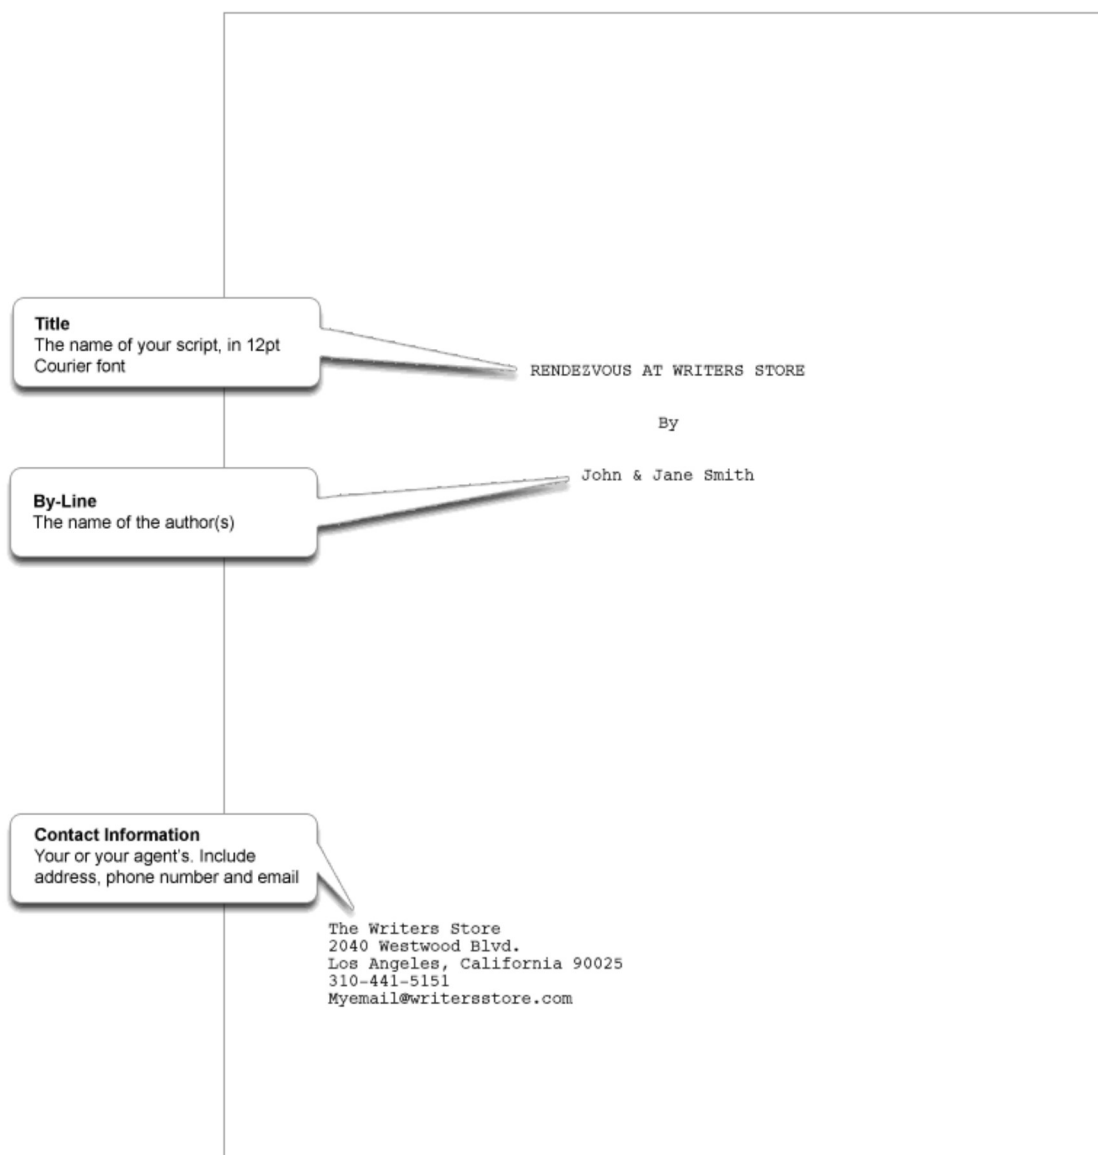 Title
The name of your script, in 12pt
Courier font
RENDEZVOUS AT WRITERS STORE
By
John & Jane Smith
By-Line
The name of the author(s)
Contact Information
Your or your agent's. Include
address, phone number and email
The Writers Store
2040 Westwood Blvd.
Los Angeles, California 90025
310-441-5151
Myemail@writersstore.com